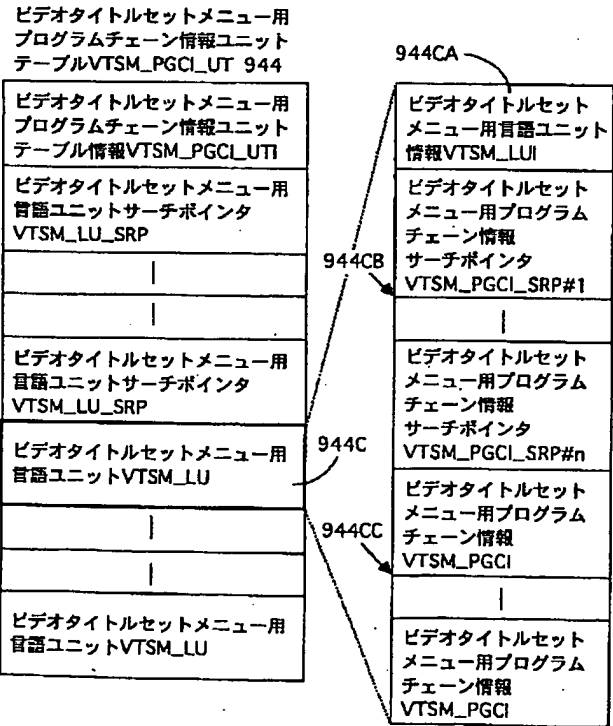 ビデオタイトルセットメニュー用
プログラムチェーン情報ユニット
テーブルVTSM_PGCI_UT 944
ビデオタイトルセットメニュー用
プログラムチェーン情報ユニット
テーブル情報VTSM_PGCI_UTI
ビデオタイトルセットメニュー用
言語ユニットサーチポインタ
VTSM_LU_SRP
ビデオタイトルセットメニュー用
言語ユニットサーチポインタ
VTSM_LU_SRP
ビデオタイトルセットメニュー用
言語ユニットVTSM_LU
ビデオタイトルセットメニュー用
言語ユニットVTSM_LU
944C
944CA
ビデオタイトルセット
メニュー用言語ユニット
情報VTSM_LUI
ビデオタイトルセット
メニュー用プログラム
チェーン情報
サーチポインタ
VTSM_PGCI_SRP#1
944CB
ビデオタイトルセット
メニュー用プログラム
チェーン情報
サーチポインタ
VTSM_PGCI_SRP#n
ビデオタイトルセット
メニュー用プログラム
チェーン情報
VTSM_PGCI
944CC
ビデオタイトルセット
メニュー用プログラム
チェーン情報
VTSM_PGCI